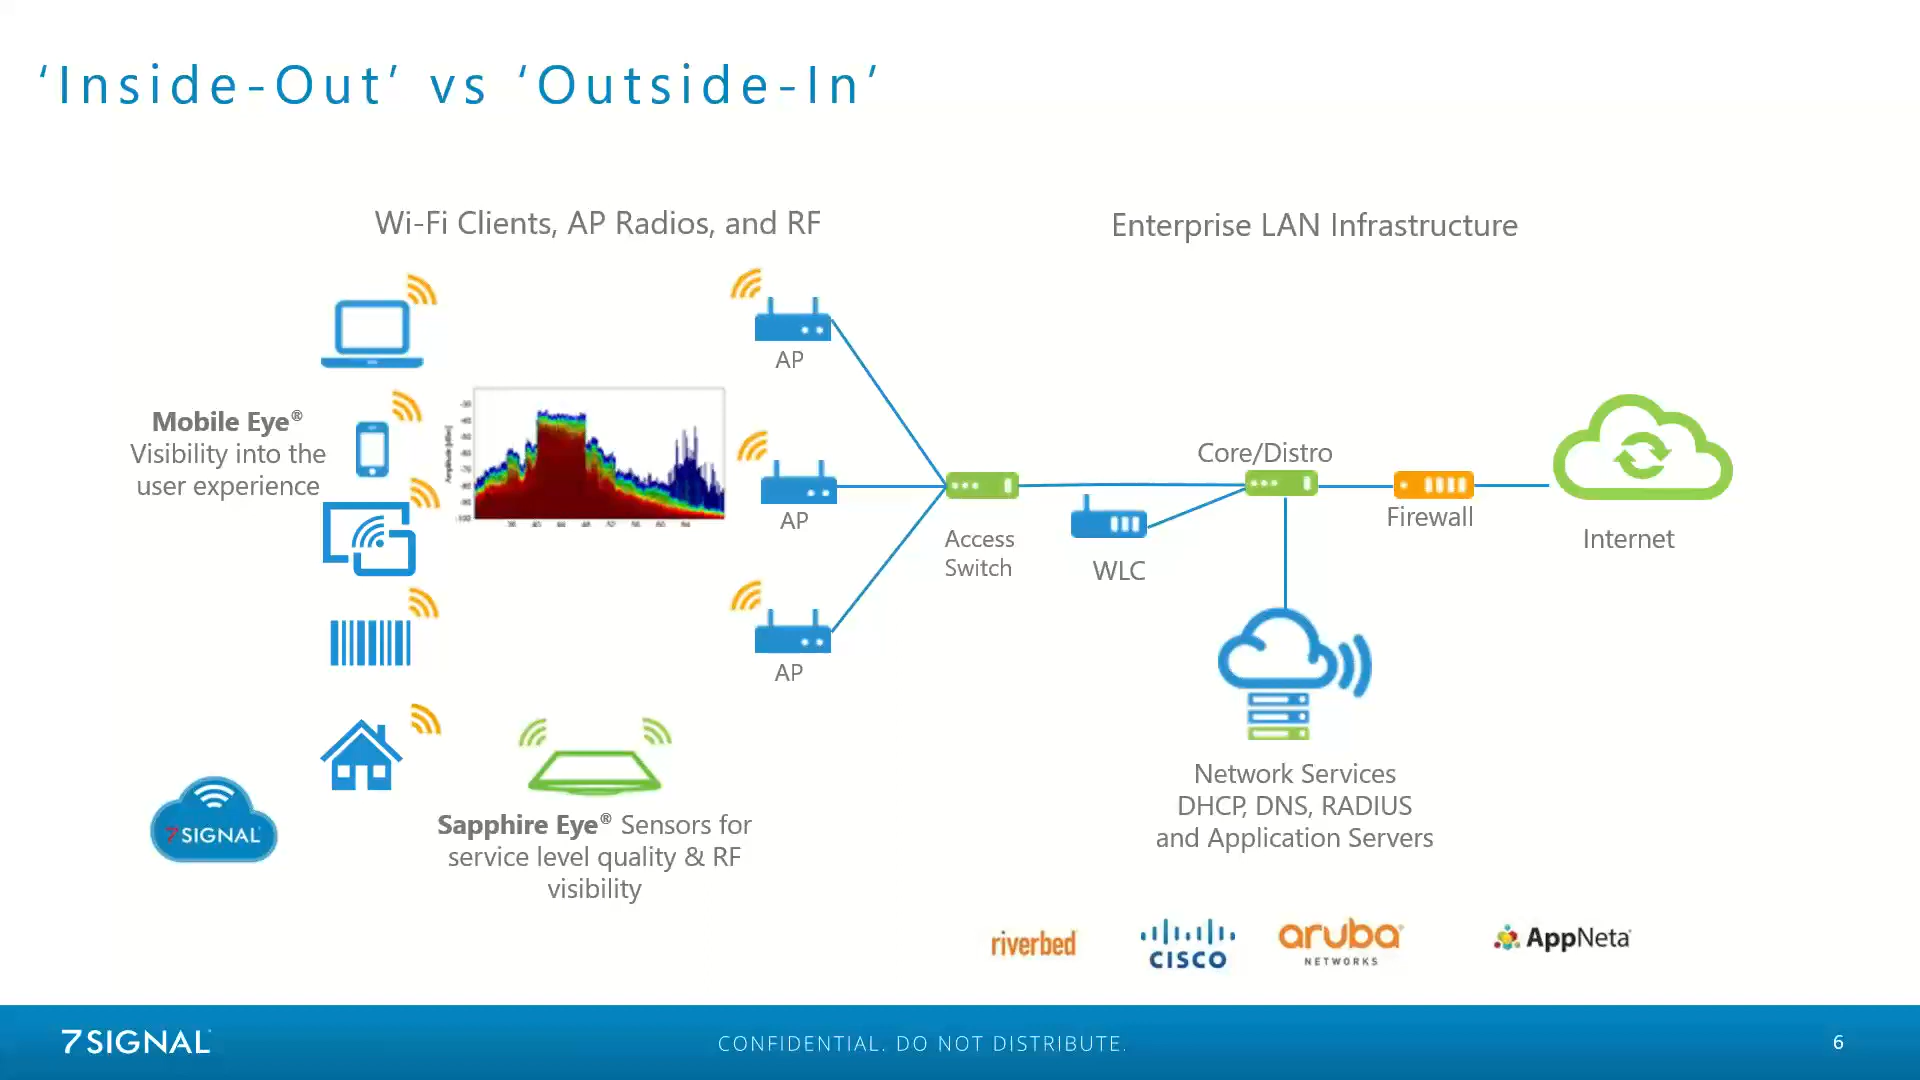 ‘Inside-Out’ vs ‘Outside-In’
Wi-Fi Clients, AP Radios, and RF
Enterprise LAN Infrastructure
AP
Mobile Eye®
Visibility into the
user experience
AP
Access
Switch
WLC
Core/Distro
Firewall
Internet
AP
7SIGNAL
Sapphire Eye® Sensors for
service level quality & RF
visibility
Network Services
DHCP, DNS, RADIUS
and Application Servers
riverbed
CISCO
aruba
NETWORKS
AppNeta
7SIGNAL
CONFIDENTIAL. DO NOT DISTRIBUTE.
6